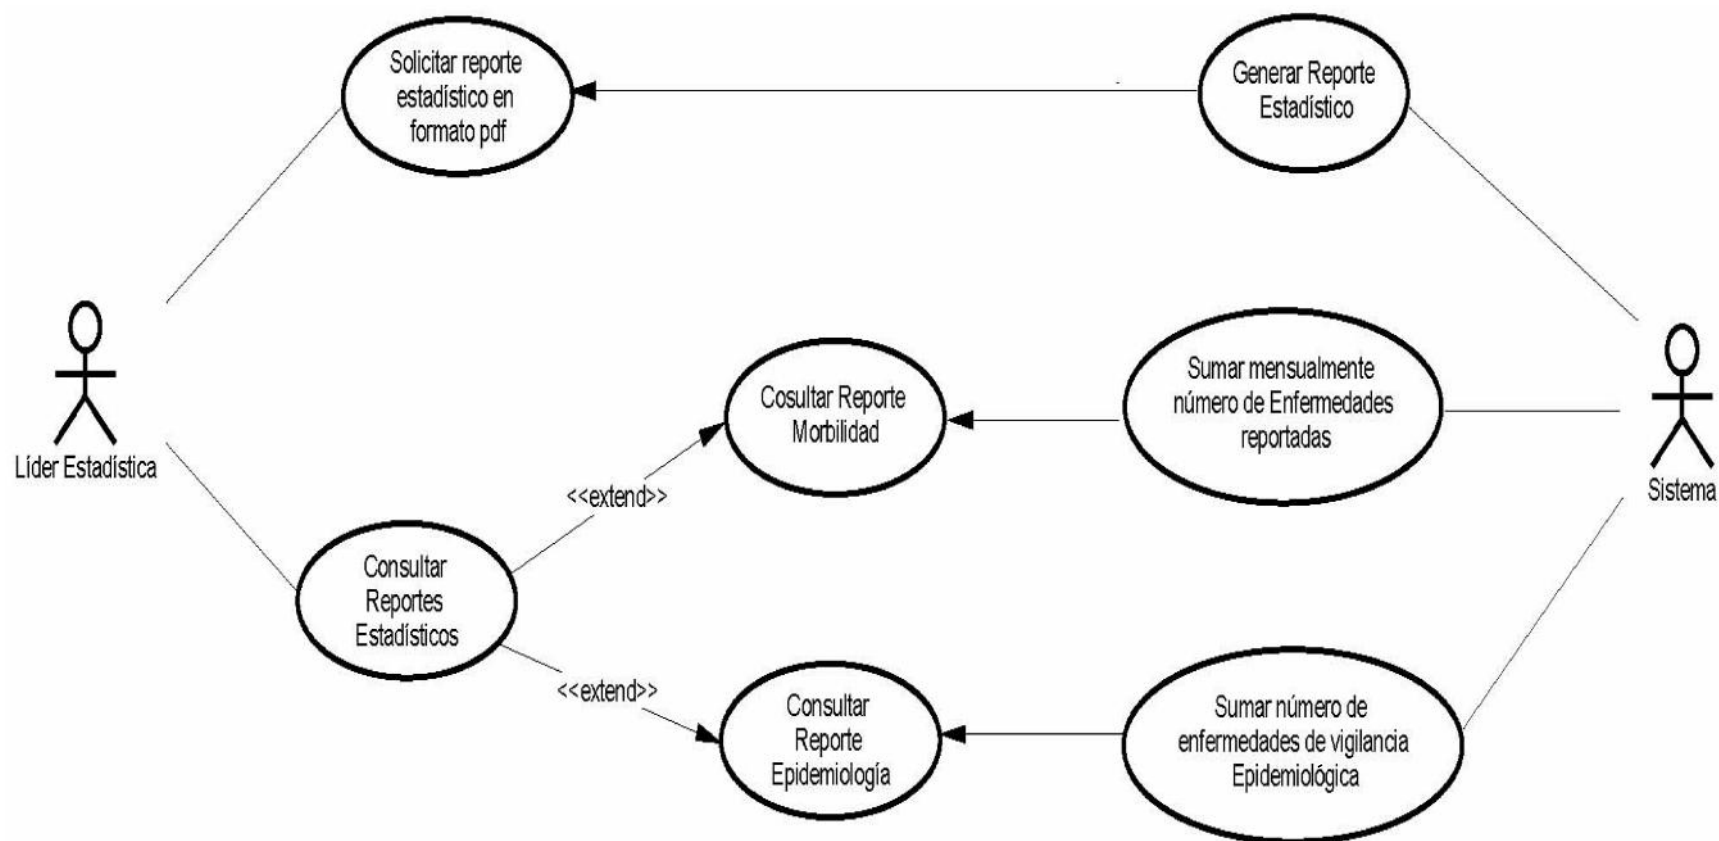 Solicitar reporte
estadístico en
formato pdf
Generar Reporte
Estadístico
Líder Estadística
Cosultar Reporte
Morbilidad
Sumar mensualmente
número de Enfermedades
reportadas
Sistema
<<extend>>
Consultar
Reportes
Estadísticos
<<extend>>
Consultar
Reporte
Epidemiología
Sumar número de
enfermedades de vigilancia
Epidemiológica